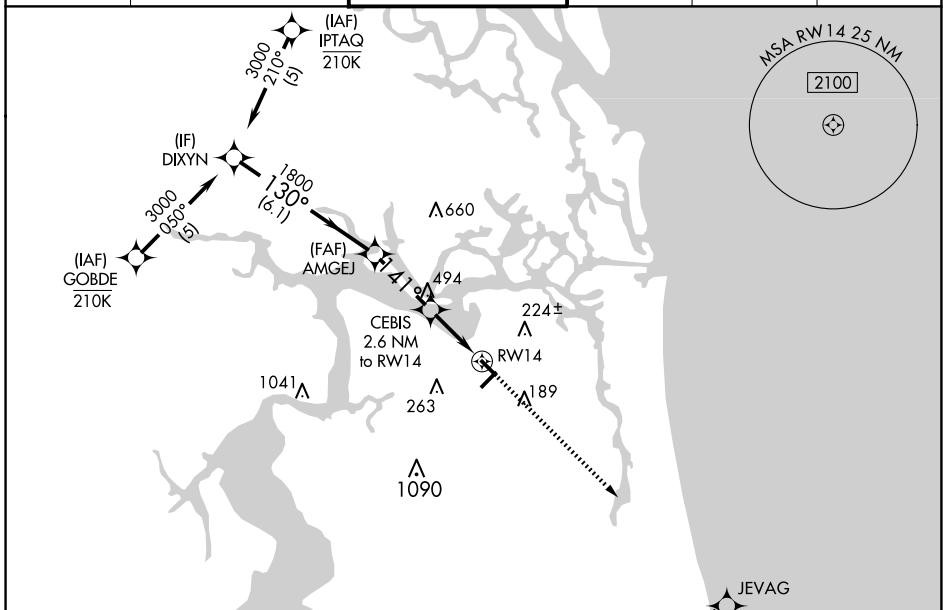 (IAF)
IPTAQ
210K
3000
210°
(5)
MSA RW14 25 NM
2100
(IF)
DIXYN
1800
130°
(6.1)
3000
050°
(5)
660
(IAF)
GOBDE
210K
(FAF)
AMGEJ
141°
494
CEBIS
2.6 NM
to RW14
224±
RW14
1041
263
189
1090
JEVAG